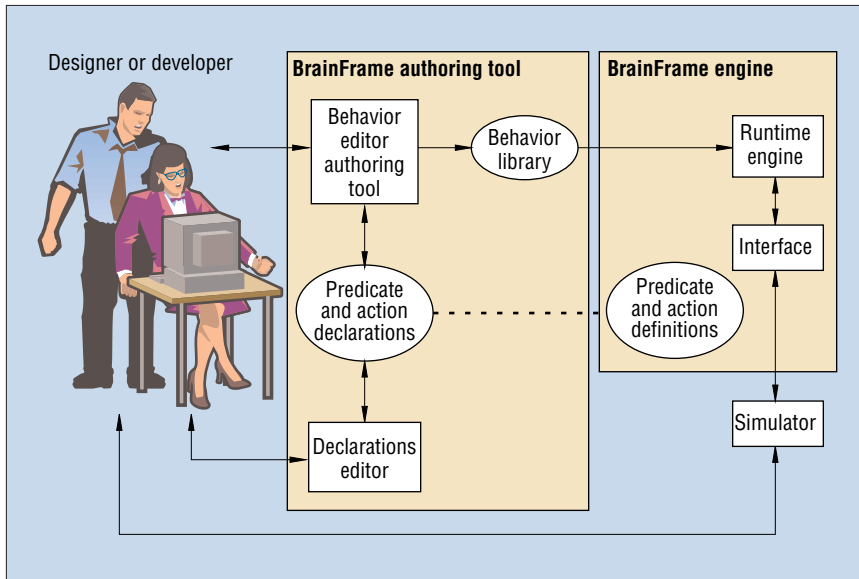 Designer or developer
BrainFrame authoring tool
Behavior
editor
authoring
tool
Behavior
library
Predicate
and action
declarations
Declarations
editor
BrainFrame engine
Runtime
engine
Interface
Predicate
and action
definitions
Simulator